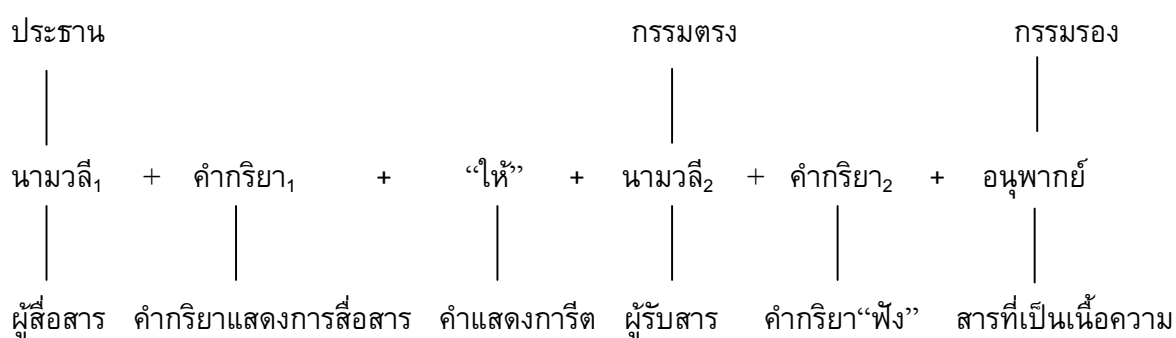 ประธาน กรรมตรง กรรมรอง
นามวลี₁ + คำกริยา₁ + “ให้” + นามวลี₂ + คำกริยา₂ + อนุพากย์
ผู้สื่อสาร คำกริยาแสดงการสื่อสาร คำแสดงการีต ผู้รับสาร คำกริยา“ฟัง” สารที่เป็นเนื้อความ